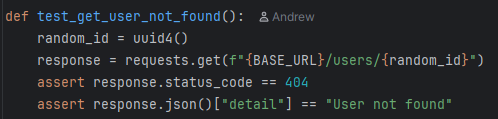 def test_get_user_not_found():  Andrew
    random_id = uuid4()
    response = requests.get(f"{BASE_URL}/users/{random_id}")
    assert response.status_code == 404
    assert response.json()["detail"] == "User not found"